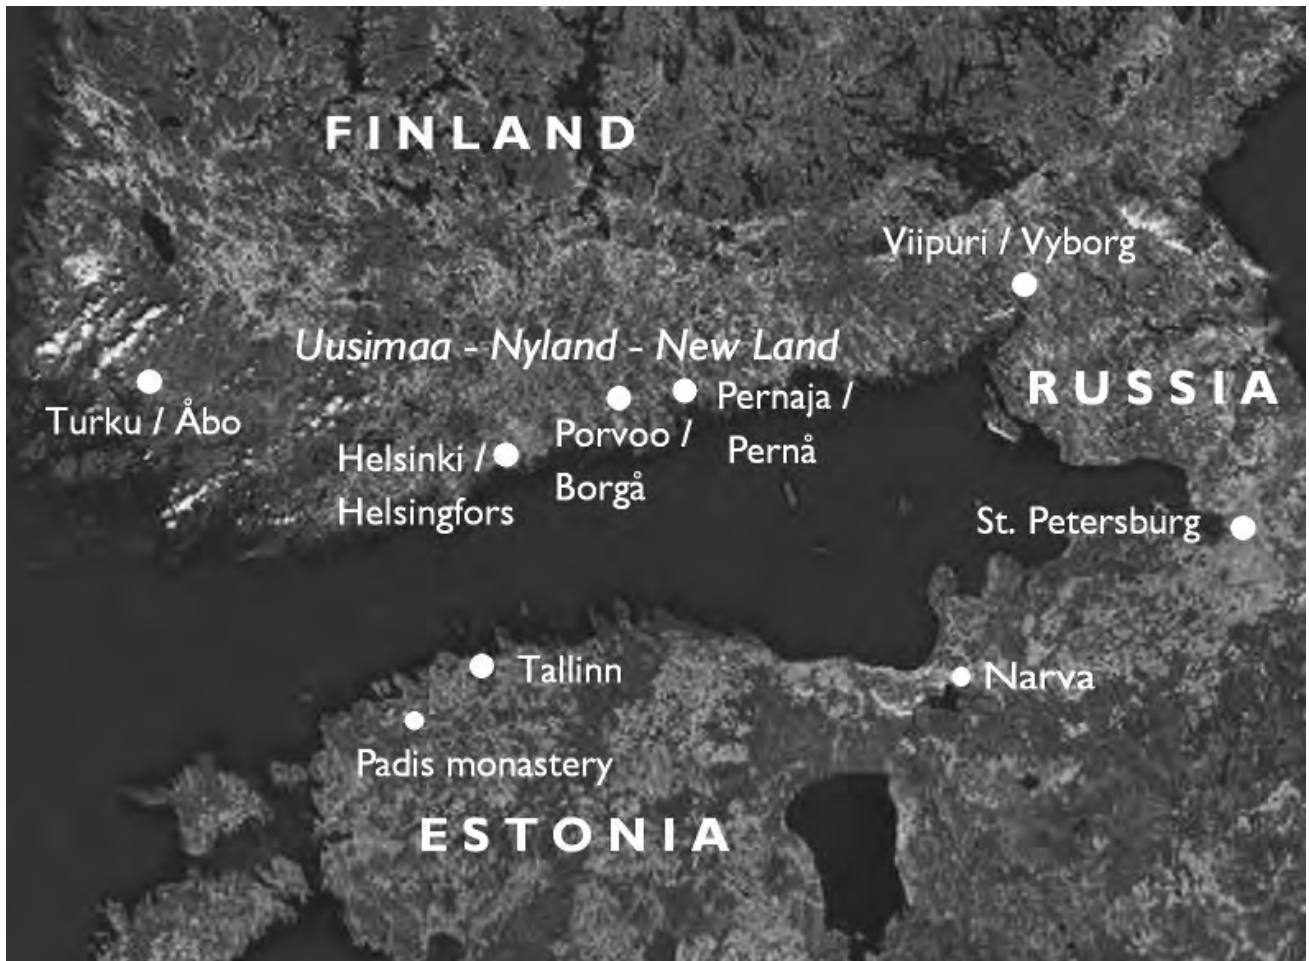 FINLAND
Viipuri / Vyborg
Uusimaa - Nyland - New Land
RUSSIA
Turku / Åbo
Pernaja /
Pernå
Porvoo /
Borgå
Helsinki /
Helsingfors
St. Petersburg
Tallinn
Narva
Padis monastery
ESTONIA